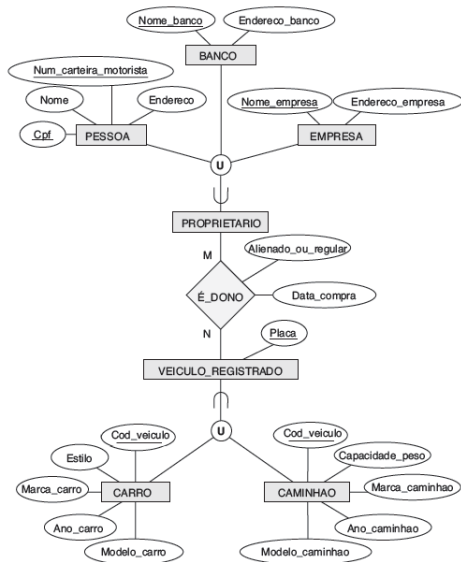 Nome_banco
Endereco_banco
BANCO
Num_carteira_motorista
Nome
Endereco
Nome_empresa
Endereco_empresa
Cpf
PESSOA
EMPRESA
U
PROPRIETARIO
M
Alienado_ou_regular
É_DONO
Data_compra
N
Placa
VEICULO_REGISTRADO
U
Cod_veiculo
Cod_veiculo
Estilo
Capacidade_peso
Marca_carro
CARRO
CAMINHAO
Marca_caminhao
Ano_carro
Ano_caminhao
Modelo_carro
Modelo_caminhao